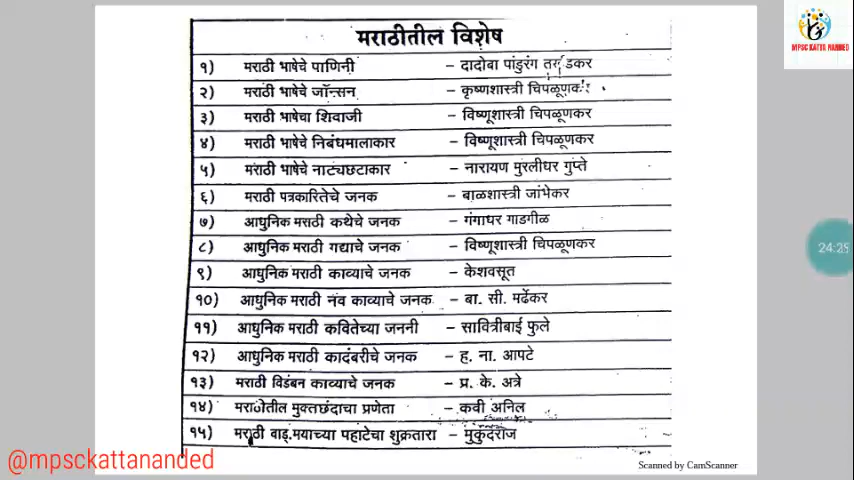 MPSC KATTA NANDED
मराठीतील विशेष
१) मराठी भाषेचे पाणिनी – दादोबा पांडुरंग तर्खडकर
२) मराठी भाषेचे जॉन्सन – कृष्णशास्त्री चिपळूणकर
३) मराठी भाषेचा शिवाजी – विष्णूशास्त्री चिपळूणकर
४) मराठी भाषेचे निबंधमालाकार – विष्णूशास्त्री चिपळूणकर
५) मराठी भाषेचे नाट्यछटाकार – नारायण मुरलीधर गुप्ते
६) मराठी पत्रकारितेचे जनक – बाळशास्त्री जांभेकर
७) आधुनिक मराठी कथेचे जनक – गंगाधर गाडगीळ
८) आधुनिक मराठी गद्याचे जनक – विष्णूशास्त्री चिपळूणकर
९) आधुनिक मराठी काव्याचे जनक – केशवसूत
१०) आधुनिक मराठी नंव काव्याचे जनक – बा. सी. मर्ढेकर
११) आधुनिक मराठी कवितेच्या जननी – सावित्रीबाई फुले
१२) आधुनिक मराठी कादंबरीचे जनक – ह. ना. आपटे
१३) मराठी विडंबन काव्याचे जनक – प्र. के. अत्रे
१४) मराठीतील मुक्तछंदाचा प्रणेता – कवी अनिल
१५) मराठी वाड्.मयाच्या पहाटेचा शुक्रतारा – मुकुंदराज
24:25
@mpsckattananded
Scanned by CamScanner